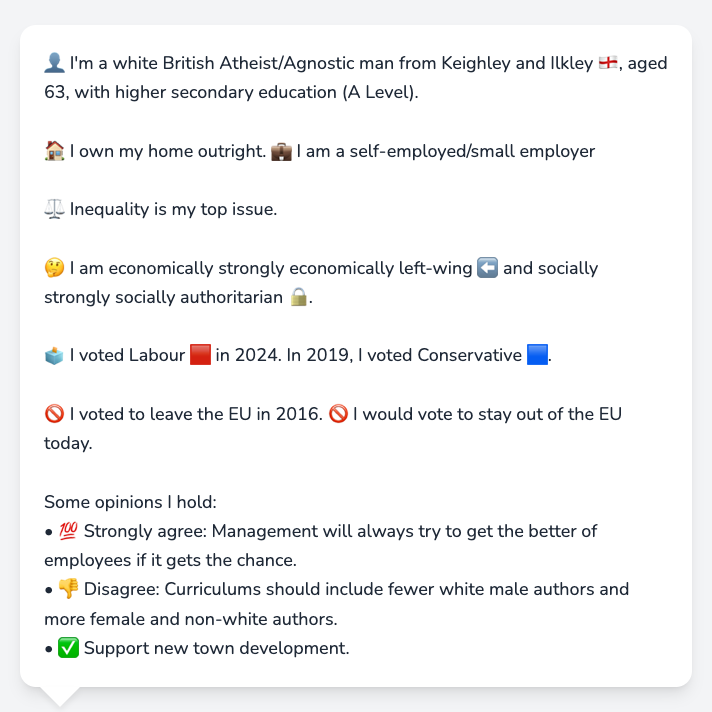 👤 I'm a white British Atheist/Agnostic man from Keighley and Ilkley 🏴󠁧󠁢󠁥󠁮󠁧󠁿, aged
63, with higher secondary education (A Level).
🏠 I own my home outright. 💼 I am a self-employed/small employer
⚖️ Inequality is my top issue.
🤔 I am economically strongly economically left-wing ⬅️ and socially
strongly socially authoritarian 🔒.
🗳️ I voted Labour 🟥 in 2024. In 2019, I voted Conservative 🟦.
🚫 I voted to leave the EU in 2016. 🚫 I would vote to stay out of the EU
today.
Some opinions I hold:
• 💯 Strongly agree: Management will always try to get the better of
employees if it gets the chance.
• 👎 Disagree: Curriculums should include fewer white male authors and
more female and non-white authors.
• ✅ Support new town development.